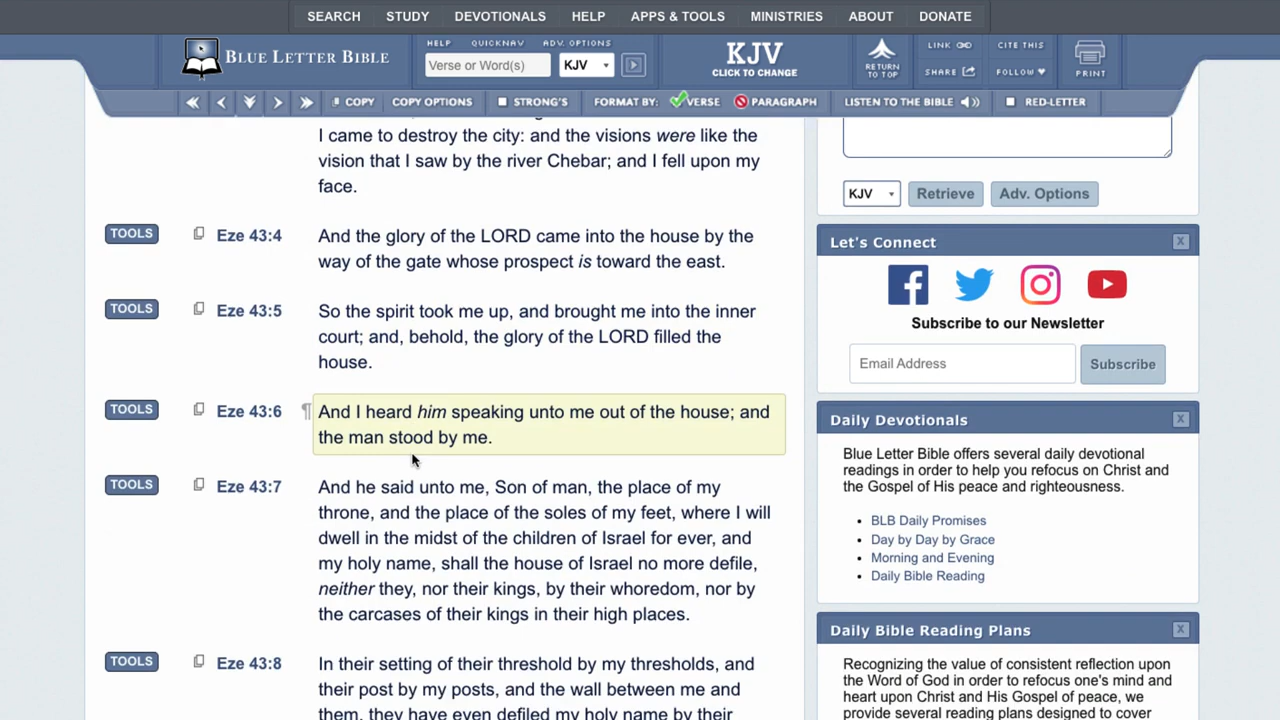 SEARCH STUDY DEVOTIONALS HELP APPS & TOOLS MINISTRIES ABOUT DONATE
BLUE LETTER BIBLE
HELP QUICKNAV ADV. OPTIONS
Verse or Word(s) KJV
KJV
CLICK TO CHANGE
RETURN
TO TOP
LINK CITE THIS
SHARE FOLLOW
PRINT
COPY COPY OPTIONS STRONG'S FORMAT BY: VERSE PARAGRAPH LISTEN TO THE BIBLE RED-LETTER
I came to destroy the city: and the visions were like the
vision that I saw by the river Chebar; and I fell upon my
face.
TOOLS Eze 43:4 And the glory of the LORD came into the house by the
way of the gate whose prospect is toward the east.
TOOLS Eze 43:5 So the spirit took me up, and brought me into the inner
court; and, behold, the glory of the LORD filled the
house.
TOOLS Eze 43:6 ¶ And I heard him speaking unto me out of the house; and
the man stood by me.
TOOLS Eze 43:7 And he said unto me, Son of man, the place of my
throne, and the place of the soles of my feet, where I will
dwell in the midst of the children of Israel for ever, and
my holy name, shall the house of Israel no more defile,
neither they, nor their kings, by their whoredom, nor by
the carcases of their kings in their high places.
TOOLS Eze 43:8 In their setting of their threshold by my thresholds, and
their post by my posts, and the wall between me and
them, they have even defiled my holy name by their
KJV Retrieve Adv. Options
Let's Connect X
Subscribe to our Newsletter
Email Address Subscribe
Daily Devotionals X
Blue Letter Bible offers several daily devotional
readings in order to help you refocus on Christ and
the Gospel of His peace and righteousness.
• BLB Daily Promises
• Day by Day by Grace
• Morning and Evening
• Daily Bible Reading
Daily Bible Reading Plans X
Recognizing the value of consistent reflection upon
the Word of God in order to refocus one's mind and
heart upon Christ and His Gospel of peace, we
provide several reading plans designed to cover